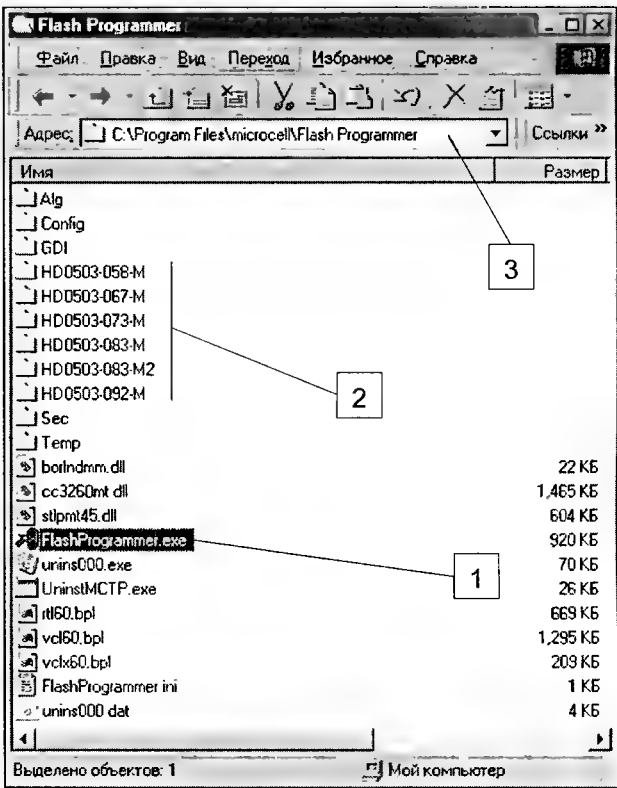 Flash Programmer
Файл Правка Вид Переход Избранное Справка
Адрес: C:\Program Files\microcell\Flash Programmer Ссылки »
Имя Размер
Alg
Config
GDI
HD0503-058-M
HD0503-067-M
HD0503-073-M
HD0503-083-M
HD0503-083-M2
HD0503-092-M
Sec
Temp
borlndmm.dll 22 КБ
cc3260mt dll 1,465 КБ
stlpmt45.dll 604 КБ
FlashProgrammer.exe 920 КБ
unins000.exe 70 КБ
UninstMCTP.exe 26 КБ
rtl60.bpl 669 КБ
vcl60.bpl 1,295 КБ
vclx60.bpl 209 КБ
FlashProgrammer ini 1 КБ
unins000 dat 4 КБ
Выделено объектов: 1 Мой компьютер
3
2
1